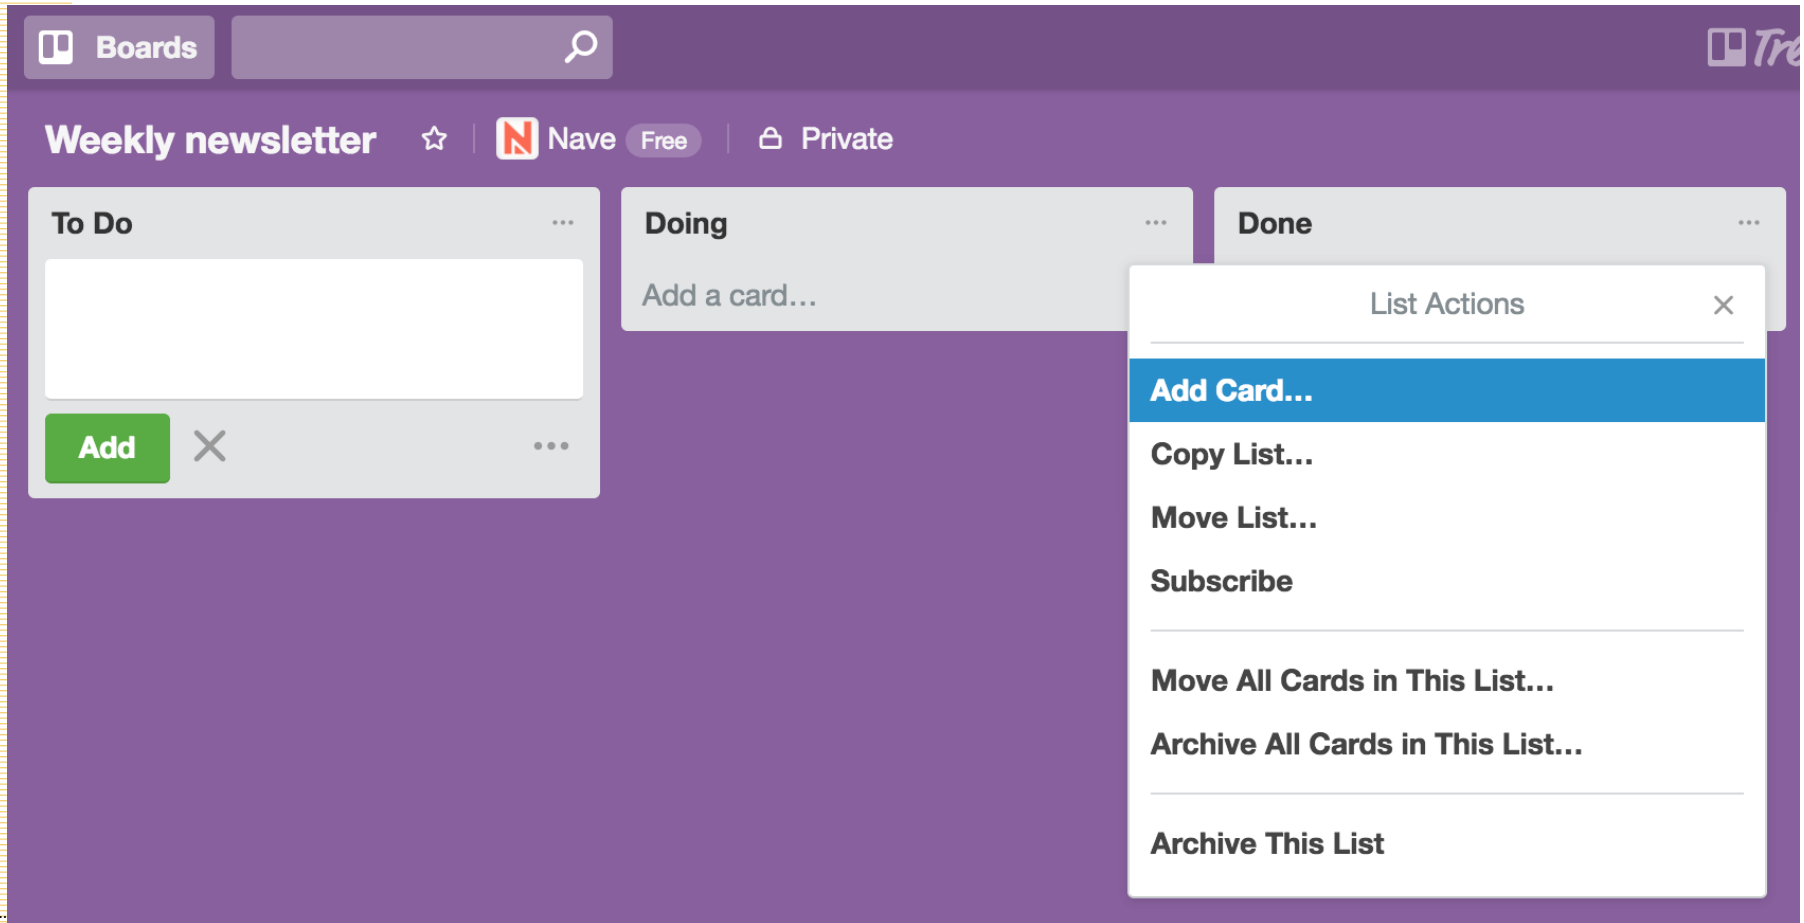 Boards
Weekly newsletter Nave Free Private
To Do ...
Doing ...
Done ...
Add a card...
Add
...
List Actions
Add Card...
Copy List...
Move List...
Subscribe
Move All Cards in This List...
Archive All Cards in This List...
Archive This List